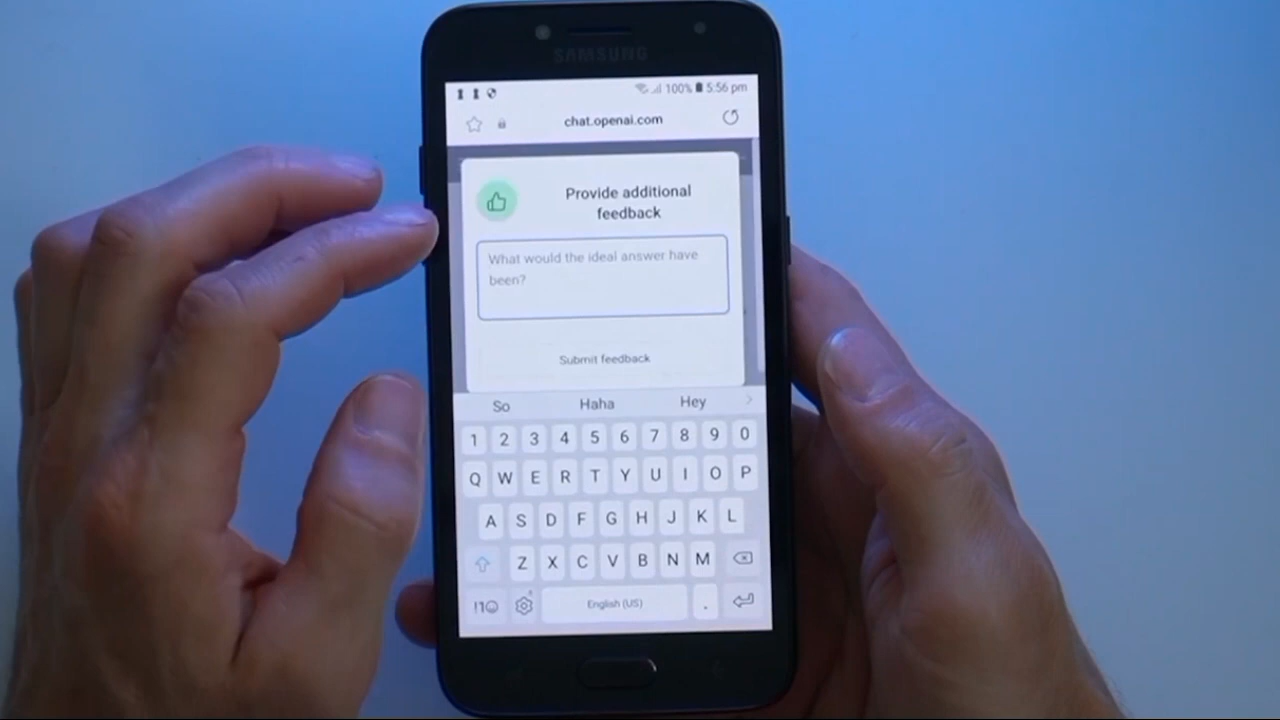 SAMSUNG
100% 5:56 pm
chat.openai.com
Provide additional
feedback
What would the ideal answer have
been?
Submit feedback
So Haha Hey
1 2 3 4 5 6 7 8 9 0
Q W E R T Y U I O P
A S D F G H J K L
Z X C V B N M
!1☺ English (US) .